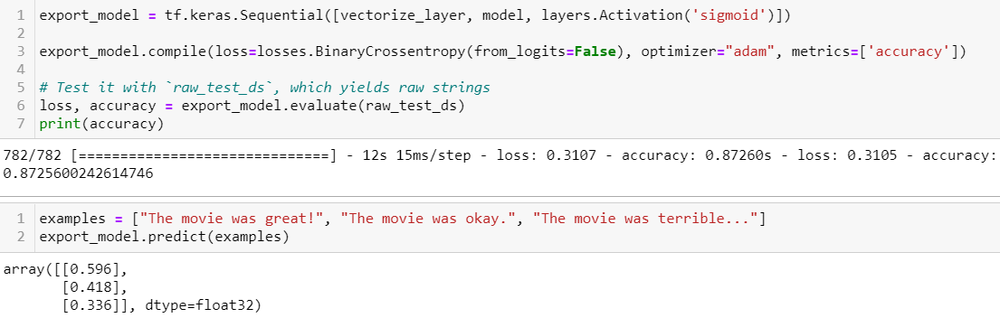 1 export_model = tf.keras.Sequential([vectorize_layer, model, layers.Activation('sigmoid')])
2
3 export_model.compile(loss=losses.BinaryCrossentropy(from_logits=False), optimizer="adam", metrics=['accuracy'])
4
5 # Test it with `raw_test_ds`, which yields raw strings
6 loss, accuracy = export_model.evaluate(raw_test_ds)
7 print(accuracy)
782/782 [==============================] - 12s 15ms/step - loss: 0.3107 - accuracy: 0.87260s - loss: 0.3105 - accuracy:
0.8725600242614746
1 examples = ["The movie was great!", "The movie was okay.", "The movie was terrible..."]
2 export_model.predict(examples)
array([[0.596],
       [0.418],
       [0.336]], dtype=float32)